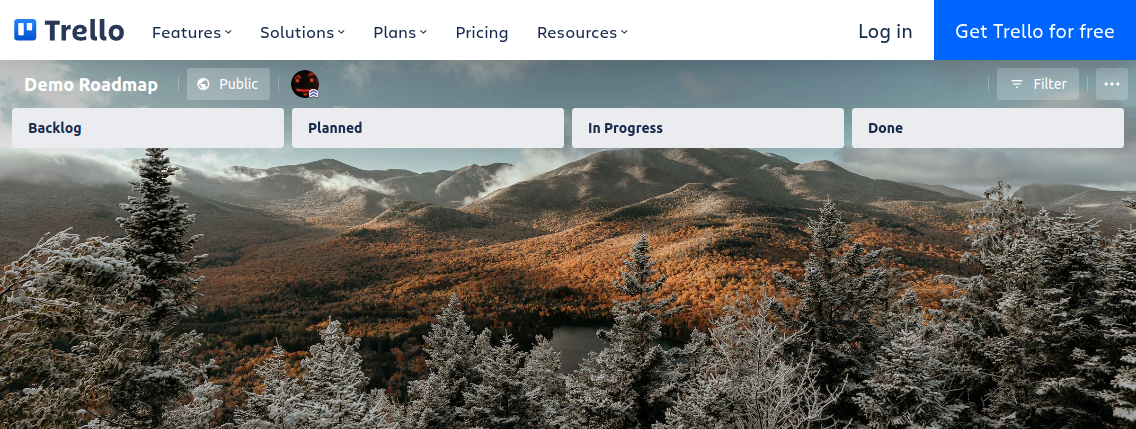 Trello Features Solutions Plans Pricing Resources Log in Get Trello for free
Demo Roadmap Public Filter
Backlog Planned In Progress Done